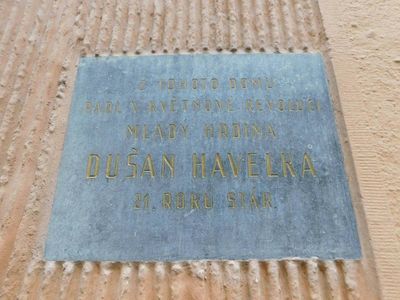 Z TOHOTO DOMU
PADL V KVĚTNOVÉ REVOLUCI
MLADÝ HRDINA
DUŠAN HAVELKA
21. ROKU STÁR.